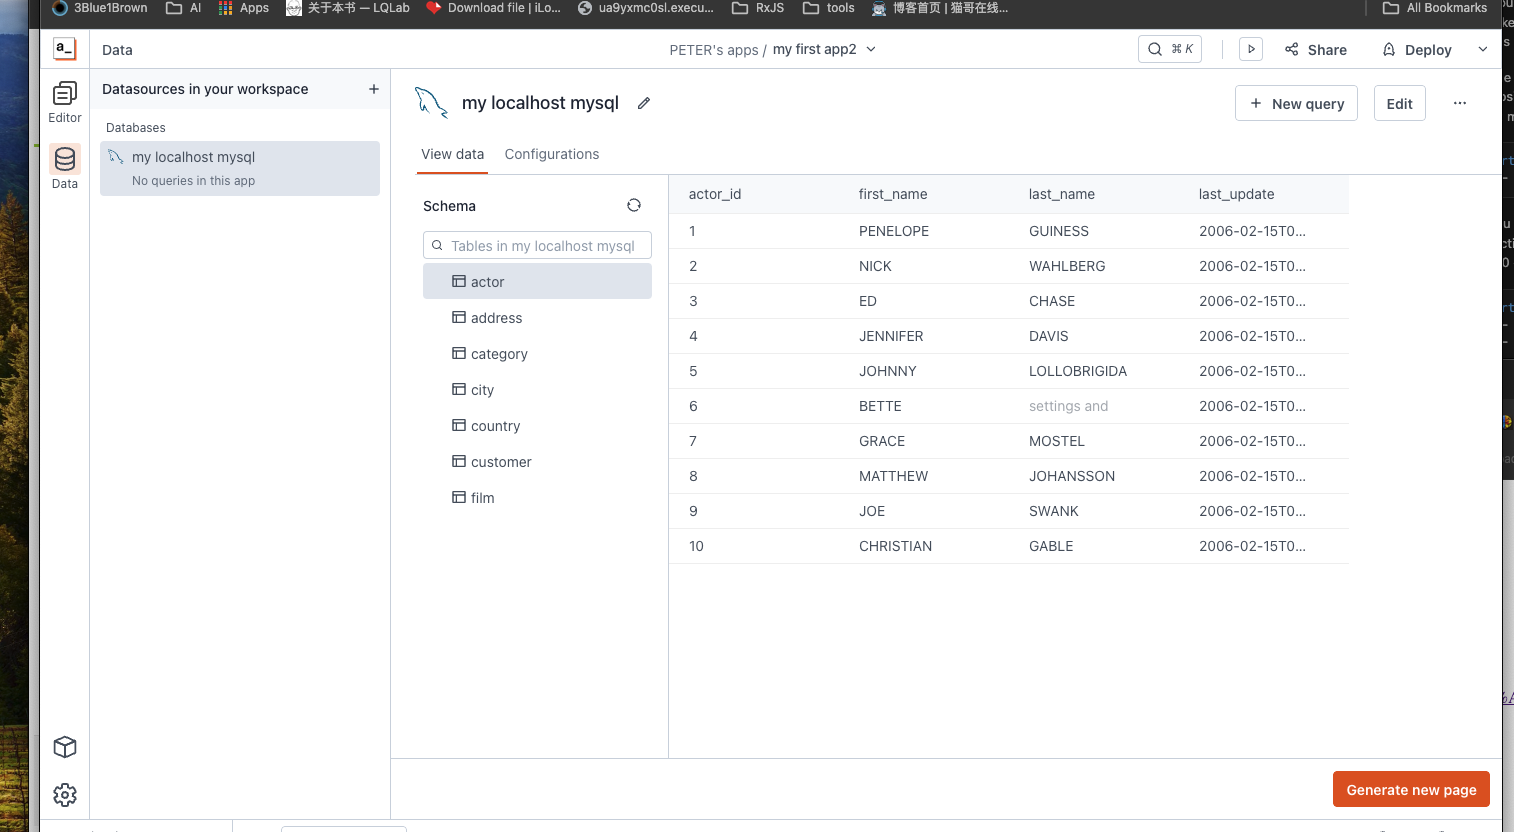 3Blue1Brown AI Apps 关于本书 — LQLab Download file | iLo... ua9yxmc0sl.execu... RxJS tools 博客首页 | 猫哥在线... All Bookmarks
a_ Data PETER's apps / my first app2 ⌘ K Share Deploy
Editor
Data
Datasources in your workspace +
Databases
my localhost mysql
No queries in this app
my localhost mysql
+ New query Edit ...
View data Configurations
Schema
Tables in my localhost mysql
actor
address
category
city
country
customer
film
actor_id first_name last_name last_update
1 PENELOPE GUINESS 2006-02-15T0...
2 NICK WAHLBERG 2006-02-15T0...
3 ED CHASE 2006-02-15T0...
4 JENNIFER DAVIS 2006-02-15T0...
5 JOHNNY LOLLOBRIGIDA 2006-02-15T0...
6 BETTE settings and 2006-02-15T0...
7 GRACE MOSTEL 2006-02-15T0...
8 MATTHEW JOHANSSON 2006-02-15T0...
9 JOE SWANK 2006-02-15T0...
10 CHRISTIAN GABLE 2006-02-15T0...
Generate new page